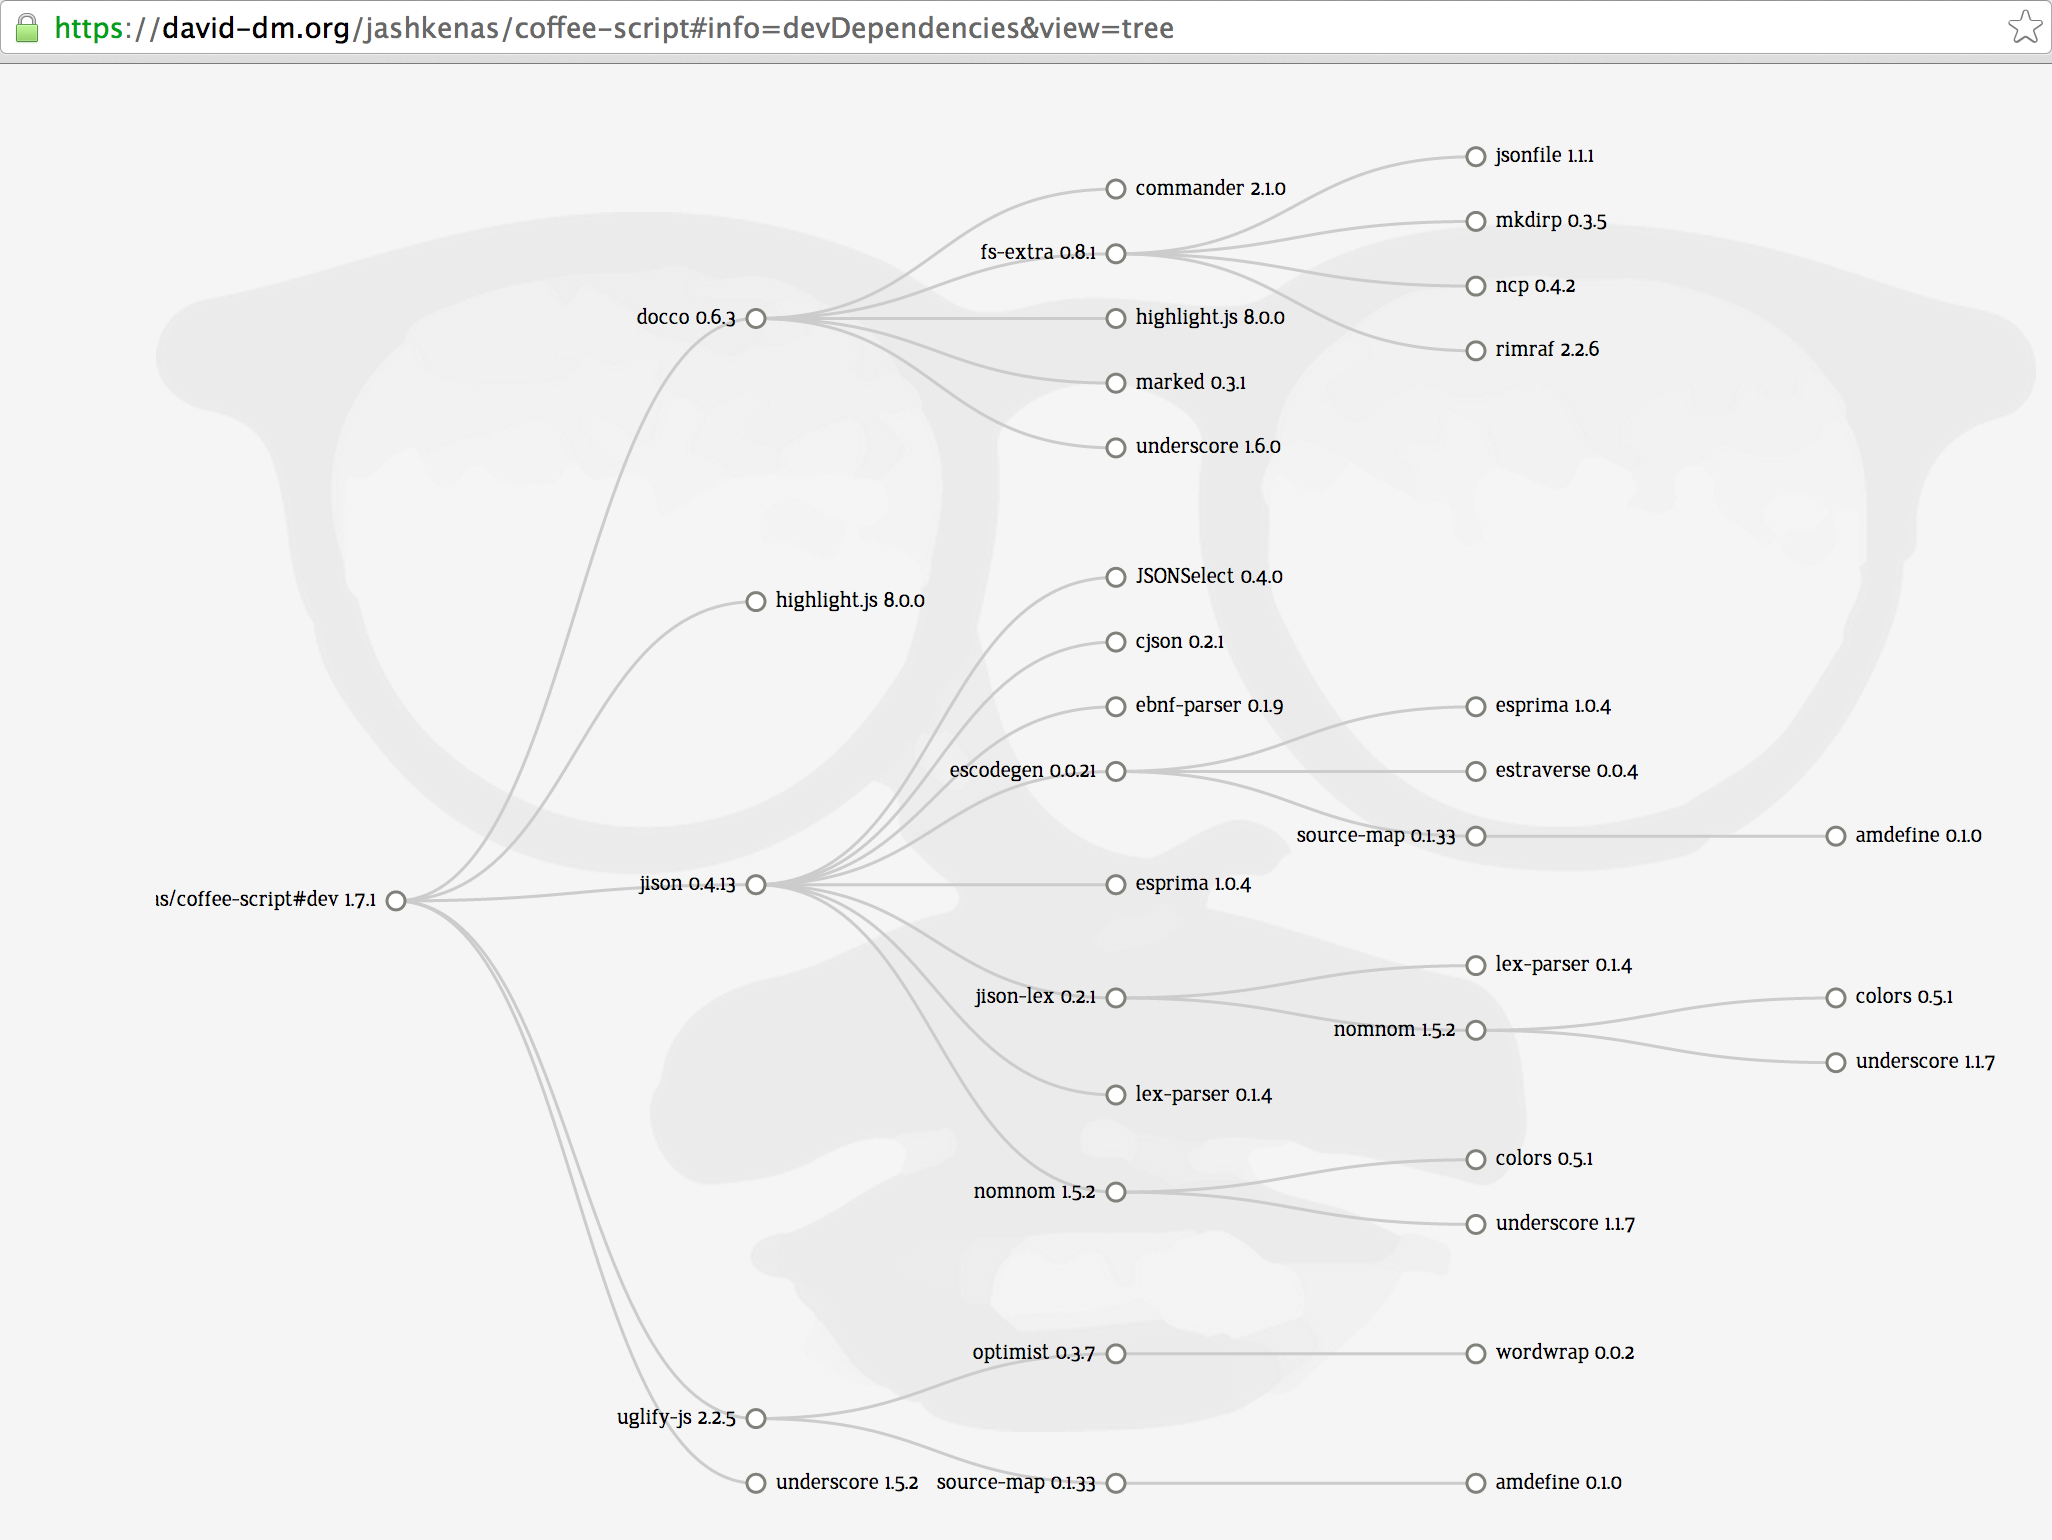 https://david-dm.org/jashkenas/coffee-script#info=devDependencies&view=tree
jsonfile 1.1.1
commander 2.1.0
mkdirp 0.3.5
fs-extra 0.8.1
ncp 0.4.2
docco 0.6.3
highlight.js 8.0.0
rimraf 2.2.6
marked 0.3.1
underscore 1.6.0
JSONSelect 0.4.0
highlight.js 8.0.0
cjson 0.2.1
ebnf-parser 0.1.9
esprima 1.0.4
escodegen 0.0.21
estraverse 0.0.4
source-map 0.1.33
amdefine 0.1.0
jison 0.4.13
esprima 1.0.4
as/coffee-script#dev 1.7.1
lex-parser 0.1.4
jison-lex 0.2.1
colors 0.5.1
nomnom 1.5.2
underscore 1.1.7
lex-parser 0.1.4
colors 0.5.1
nomnom 1.5.2
underscore 1.1.7
optimist 0.3.7
wordwrap 0.0.2
uglify-js 2.2.5
underscore 1.5.2
source-map 0.1.33
amdefine 0.1.0